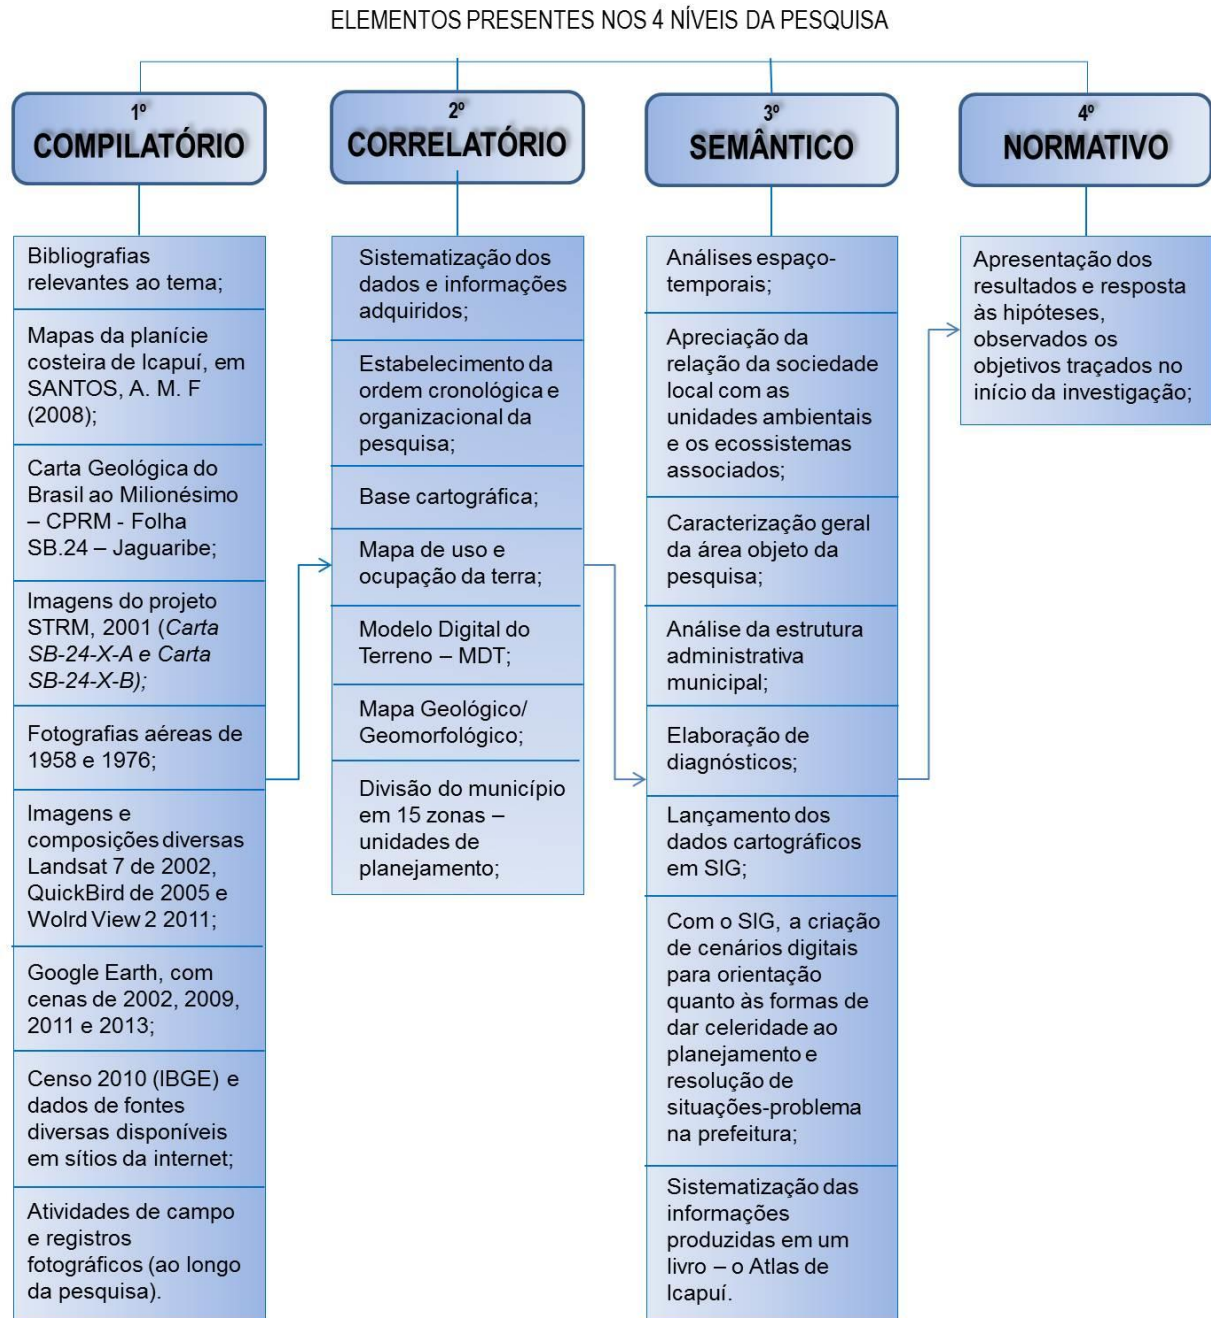 ELEMENTOS PRESENTES NOS 4 NÍVEIS DA PESQUISA
1º
COMPILATÓRIO
Bibliografias
relevantes ao tema;
Mapas da planície
costeira de Icapuí, em
SANTOS, A. M. F
(2008);
Carta Geológica do
Brasil ao Milionésimo
– CPRM - Folha
SB.24 – Jaguaribe;
Imagens do projeto
STRM, 2001 (Carta
SB-24-X-A e Carta
SB-24-X-B);
Fotografias aéreas de
1958 e 1976;
Imagens e
composições diversas
Landsat 7 de 2002,
QuickBird de 2005 e
Wolrd View 2 2011;
Google Earth, com
cenas de 2002, 2009,
2011 e 2013;
Censo 2010 (IBGE) e
dados de fontes
diversas disponíveis
em sítios da internet;
Atividades de campo
e registros
fotográficos (ao longo
da pesquisa).
2º
CORRELATÓRIO
Sistematização dos
dados e informações
adquiridos;
Estabelecimento da
ordem cronológica e
organizacional da
pesquisa;
Base cartográfica;
Mapa de uso e
ocupação da terra;
Modelo Digital do
Terreno – MDT;
Mapa Geológico/
Geomorfológico;
Divisão do município
em 15 zonas –
unidades de
planejamento;
3º
SEMÂNTICO
Análises espaço-
temporais;
Apreciação da
relação da sociedade
local com as
unidades ambientais
e os ecossistemas
associados;
Caracterização geral
da área objeto da
pesquisa;
Análise da estrutura
administrativa
municipal;
Elaboração de
diagnósticos;
Lançamento dos
dados cartográficos
em SIG;
Com o SIG, a criação
de cenários digitais
para orientação
quanto às formas de
dar celeridade ao
planejamento e
resolução de
situações-problema
na prefeitura;
Sistematização das
informações
produzidas em um
livro – o Atlas de
Icapuí.
4º
NORMATIVO
Apresentação dos
resultados e resposta
às hipóteses,
observados os
objetivos traçados no
início da investigação;